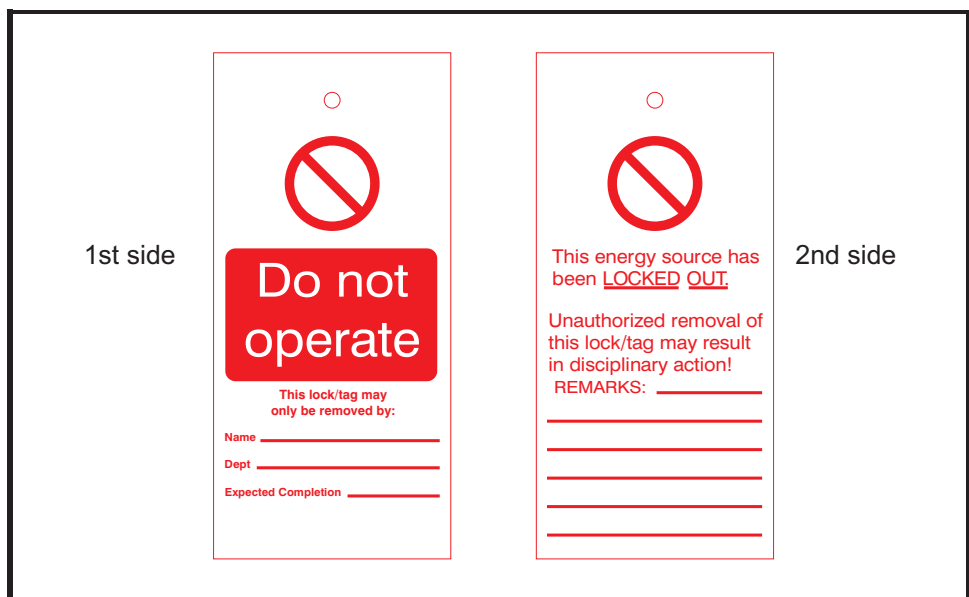 1st side
Do not
operate
This lock/tag may
only be removed by:
Name
Dept
Expected Completion
This energy source has
been LOCKED OUT.
Unauthorized removal of
this lock/tag may result
in disciplinary action!
REMARKS:
2nd side